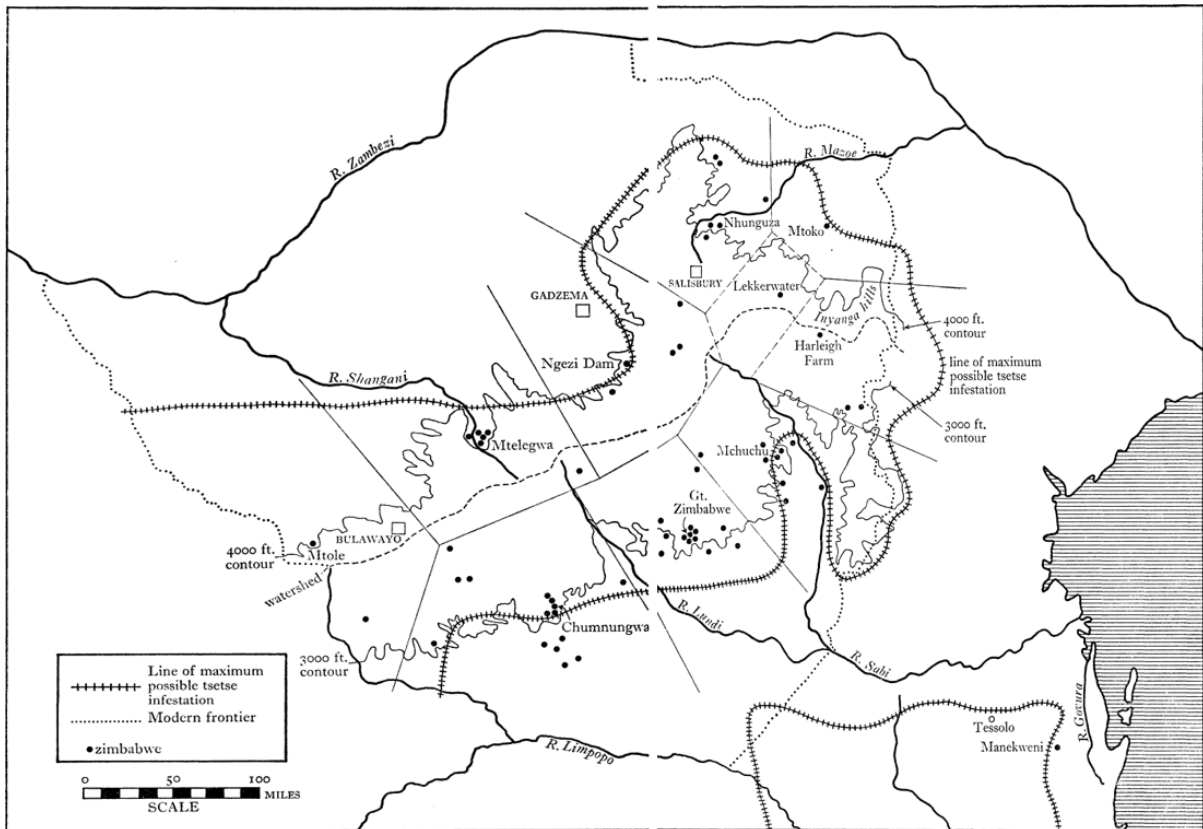 R. Zambezi
R. Mazoe
Nhunguza
Mtoko
SALISBURY
Lekkerwater
GADZEMA
Inyanga hills
4000 ft.
contour
Harleigh
Farm
line of maximum
possible tsetse
infestation
Ngezi Dam
R. Shangani
3000 ft.
contour
Mtelegwa
Mchuchu
Gt.
Zimbabwe
BULAWAYO
Mtole
4000 ft.
contour
watershed
Chumnungwa
R. Lundi
3000 ft.
contour
R. Sabi
Line of maximum
possible tsetse
infestation
Modern frontier
zimbabwe
R. Govura
Tessolo
Manekweni
R. Limpopo
0 50 100
MILES
SCALE